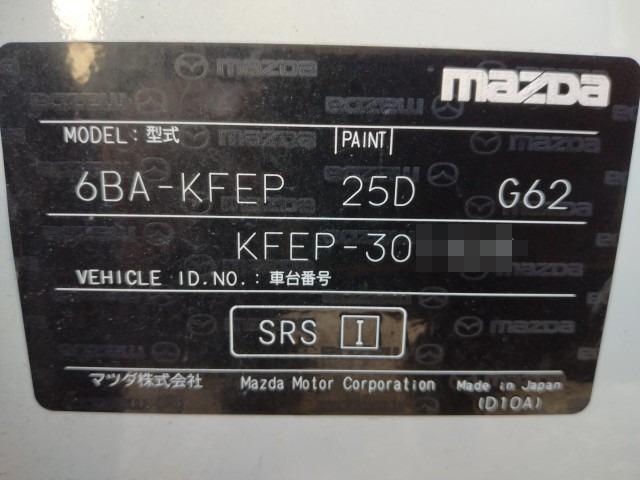 mazda
MODEL: 型式 PAINT
6BA-KFEP 25D G62
KFEP-30
VEHICLE ID.NO.: 車台番号
SRS I
マツダ株式会社 Mazda Motor Corporation Made in Japan
(D10A)